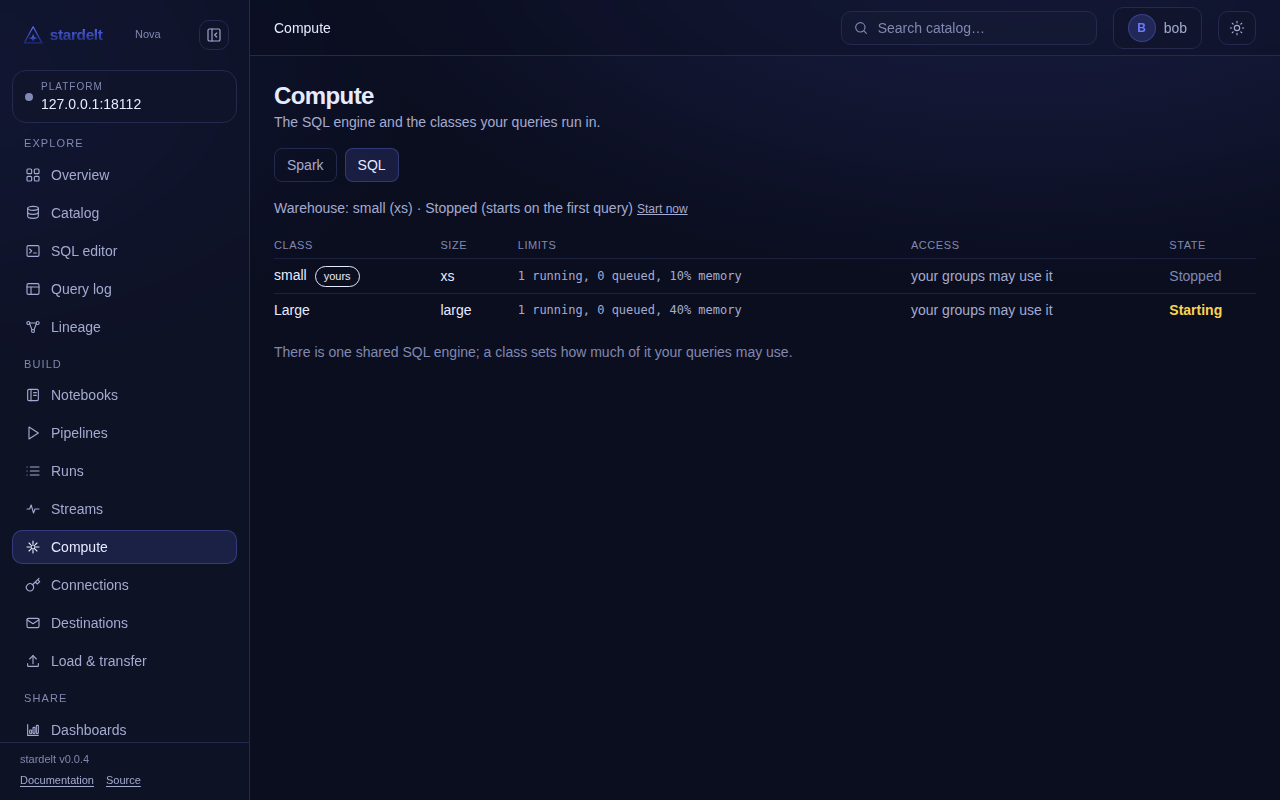 stardelt
Nova
PLATFORM
127.0.0.1:18112
EXPLORE
Overview
Catalog
SQL editor
Query log
Lineage
BUILD
Notebooks
Pipelines
Runs
Streams
Compute
Connections
Destinations
Load & transfer
SHARE
Dashboards
stardelt v0.0.4
Documentation Source
Compute
Search catalog…
B bob
Compute
The SQL engine and the classes your queries run in.
Spark SQL
Warehouse: small (xs) · Stopped (starts on the first query) Start now
CLASS SIZE LIMITS ACCESS STATE
small yours xs 1 running, 0 queued, 10% memory your groups may use it Stopped
Large large 1 running, 0 queued, 40% memory your groups may use it Starting
There is one shared SQL engine; a class sets how much of it your queries may use.